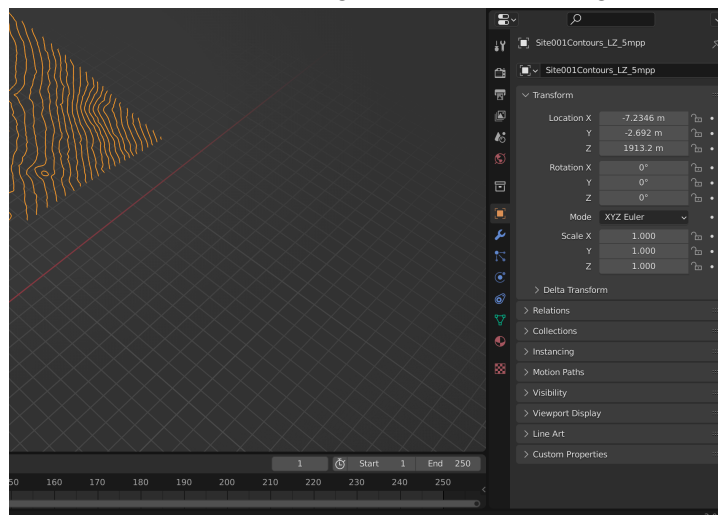 Site001Contours_LZ_5mpp
Site001Contours_LZ_5mpp
Transform
Location X -7.2346 m
Y -2.692 m
Z 1913.2 m
Rotation X 0°
Y 0°
Z 0°
Mode XYZ Euler
Scale X 1.000
Y 1.000
Z 1.000
Delta Transform
Relations
Collections
Instancing
Motion Paths
Visibility
Viewport Display
Line Art
Custom Properties
1 Start 1 End 250
50 160 170 180 190 200 210 220 230 240 250